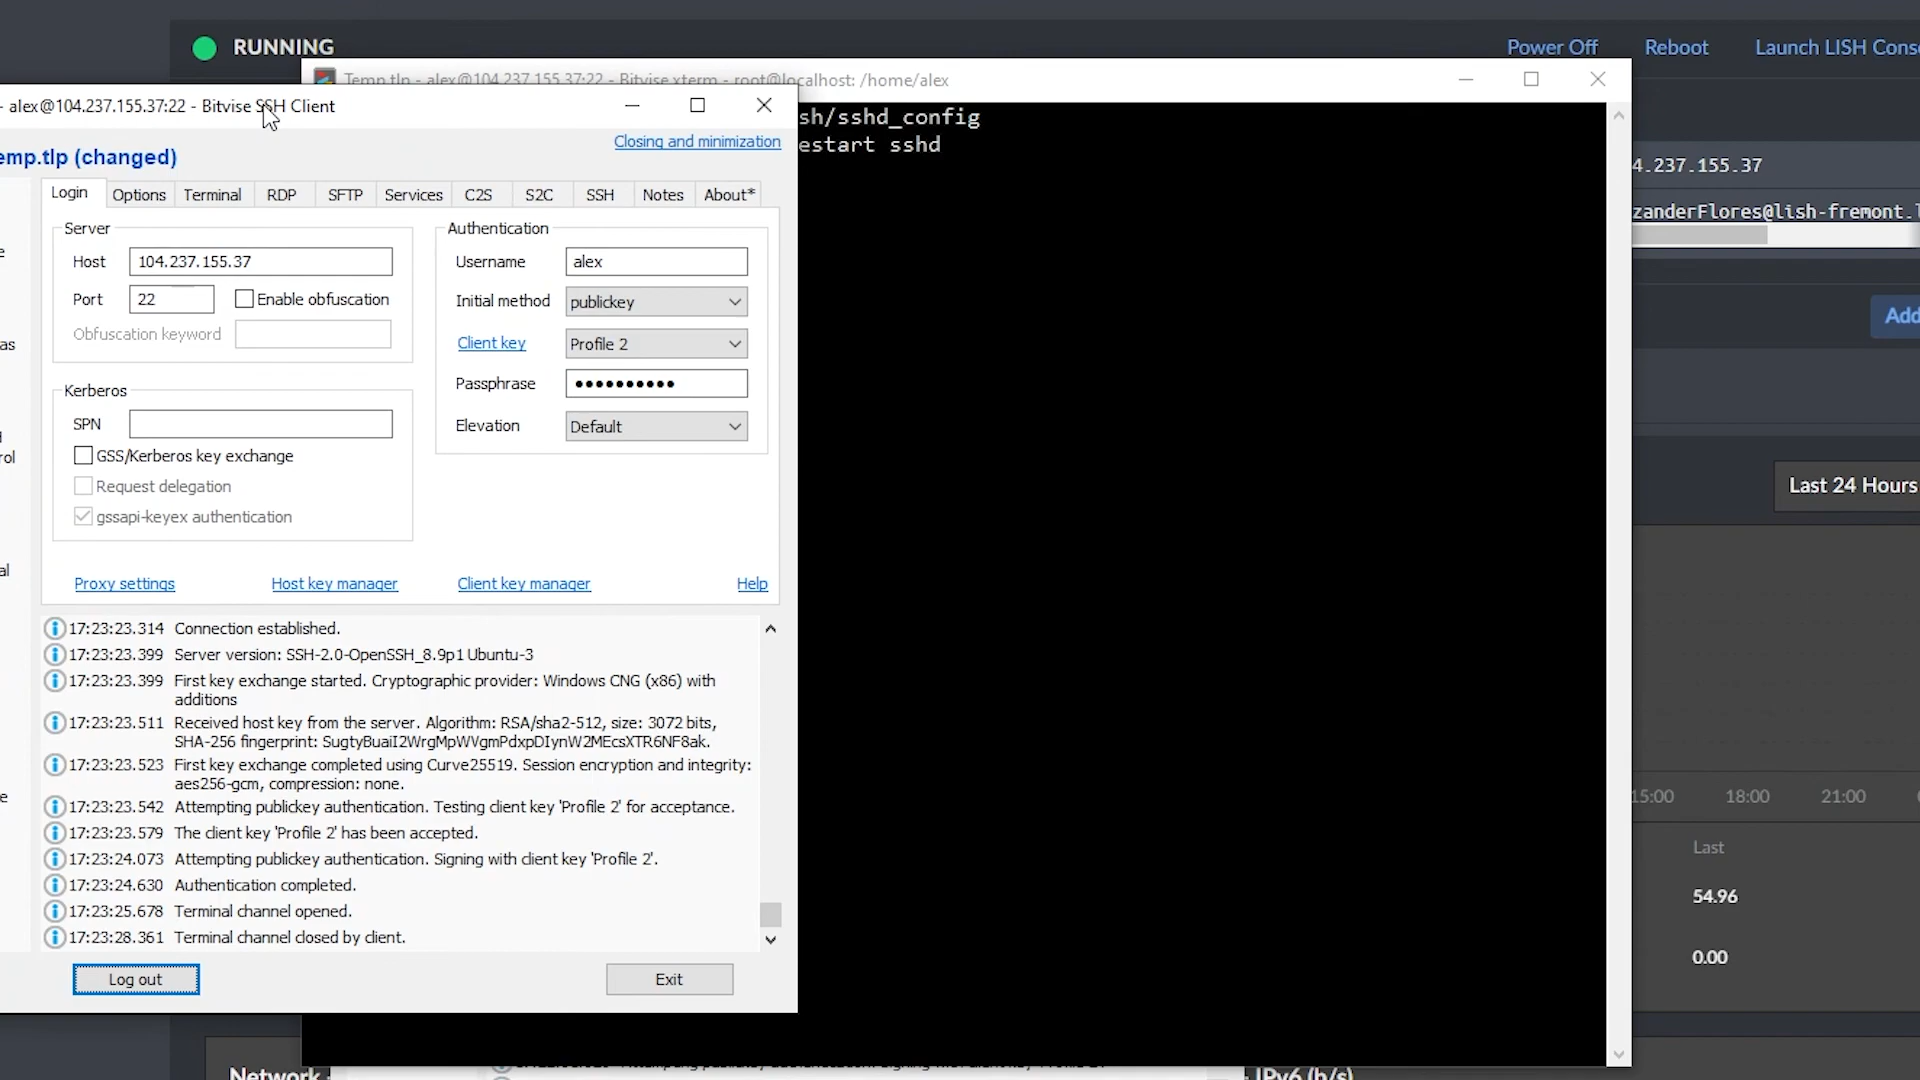 RUNNING
Power Off
Reboot
Launch LISH Cons
Temp.tlp - alex@104.237.155.37:22 - Bitvise xterm - root@localhost: /home/alex
- alex@104.237.155.37:22 - Bitvise SSH Client
sh/sshd_config
estart sshd
Closing and minimization
emp.tlp (changed)
4.237.155.37
zanderFlores@lish-fremont.l
Login
Options
Terminal
RDP
SFTP
Services
C2S
S2C
SSH
Notes
About*
Server
Host
104.237.155.37
Port
22
Enable obfuscation
Obfuscation keyword
Authentication
Username
alex
Initial method
publickey
Client key
Profile 2
Passphrase
Elevation
Default
Kerberos
SPN
GSS/Kerberos key exchange
Request delegation
gssapi-keyex authentication
Proxy settings
Host key manager
Client key manager
Help
e
as
rol
al
e
Add
Last 24 Hours
17:23:23.314 Connection established.
17:23:23.399 Server version: SSH-2.0-OpenSSH_8.9p1 Ubuntu-3
17:23:23.399 First key exchange started. Cryptographic provider: Windows CNG (x86) with
additions
17:23:23.511 Received host key from the server. Algorithm: RSA/sha2-512, size: 3072 bits,
SHA-256 fingerprint: SugtyBuaiI2WrgMpWVgmPdxpDIynW2MEcsXTR6NF8ak.
17:23:23.523 First key exchange completed using Curve25519. Session encryption and integrity:
aes256-gcm, compression: none.
17:23:23.542 Attempting publickey authentication. Testing client key 'Profile 2' for acceptance.
17:23:23.579 The client key 'Profile 2' has been accepted.
17:23:24.073 Attempting publickey authentication. Signing with client key 'Profile 2'.
17:23:24.630 Authentication completed.
17:23:25.678 Terminal channel opened.
17:23:28.361 Terminal channel closed by client.
Log out
Exit
15:00
18:00
21:00
Last
54.96
0.00
Network
IPv6 (b/s)